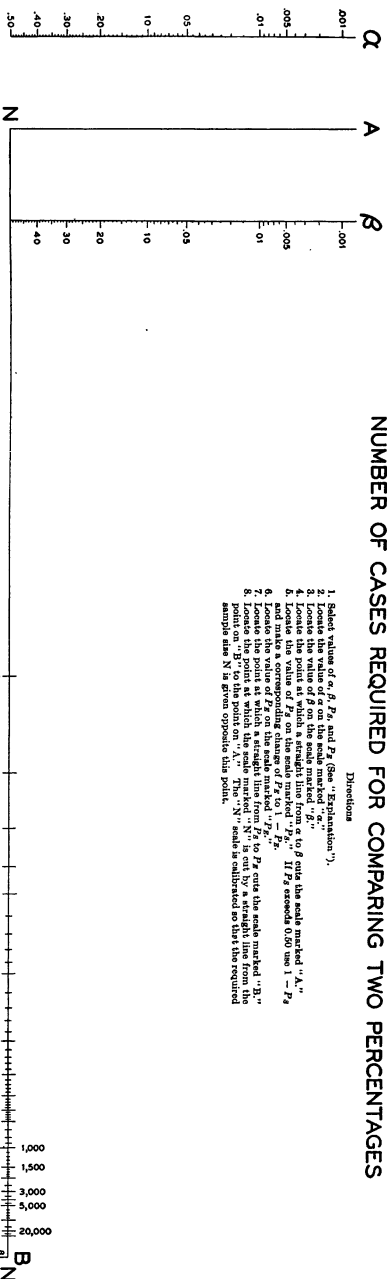 NUMBER OF CASES REQUIRED FOR COMPARING TWO PERCENTAGES
Directions
1. Select values of α, β, Ps, and PE (See "Explanation").
2. Locate the value of α on the scale marked "α."
3. Locate the value of β on the scale marked "β."
4. Locate the point at which a straight line from α to β cuts the scale marked "A."
5. Locate the value of Ps on the scale marked "Ps." If Ps exceeds 0.50 use 1 − Ps
and make a corresponding change of PE to 1 − PE.
6. Locate the value of PE on the scale marked "PE."
7. Locate the point at which a straight line from Ps to PE cuts the scale marked "B."
8. Locate the point at which the scale marked "N" is cut by a straight line from the
point on "B" to the point on "A." The "N" scale is calibrated so that the required
sample size N is given opposite this point.
α
.001
.005
.01
.05
.10
.20
.30
.40
.50
A
N
β
.001
.005
.01
.05
.10
.20
.30
.40
1,000
1,500
3,000
5,000
20,000
B
N